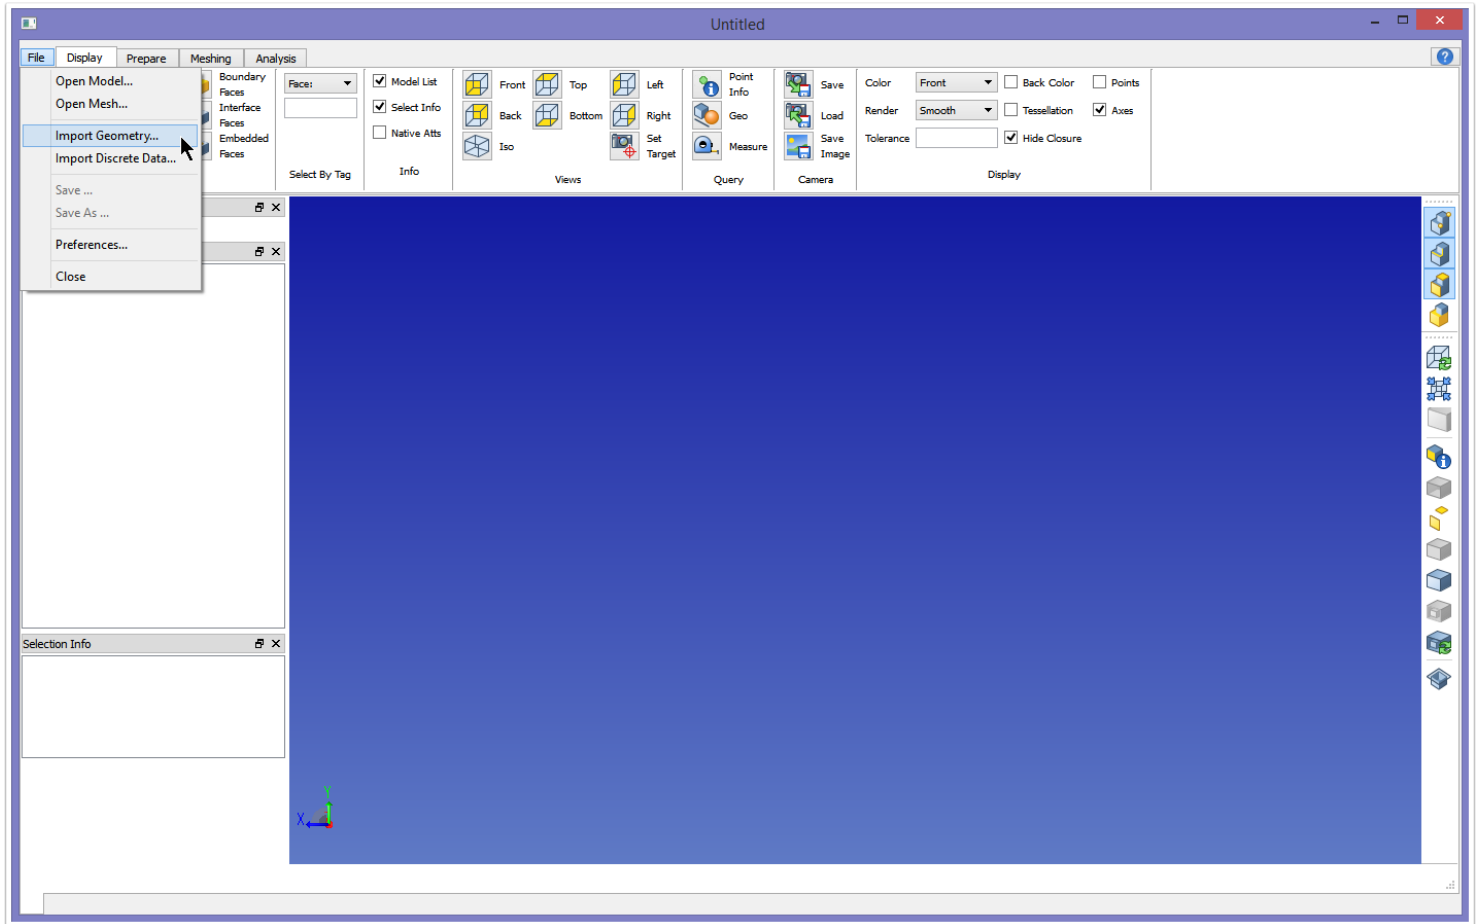 Untitled
File Display Prepare Meshing Analysis
Open Model...
Open Mesh...
Import Geometry...
Import Discrete Data...
Save ...
Save As ...
Preferences...
Close
Boundary
Faces
Interface
Faces
Embedded
Faces
Face:
Select By Tag
Model List
Select Info
Native Atts
Info
Front Top Left
Back Bottom Right
Iso Set
Target
Views
Point
Info
Geo
Measure
Query
Save
Load
Save
Image
Camera
Color Front Back Color Points
Render Smooth Tessellation Axes
Tolerance Hide Closure
Display
Selection Info
Y
X